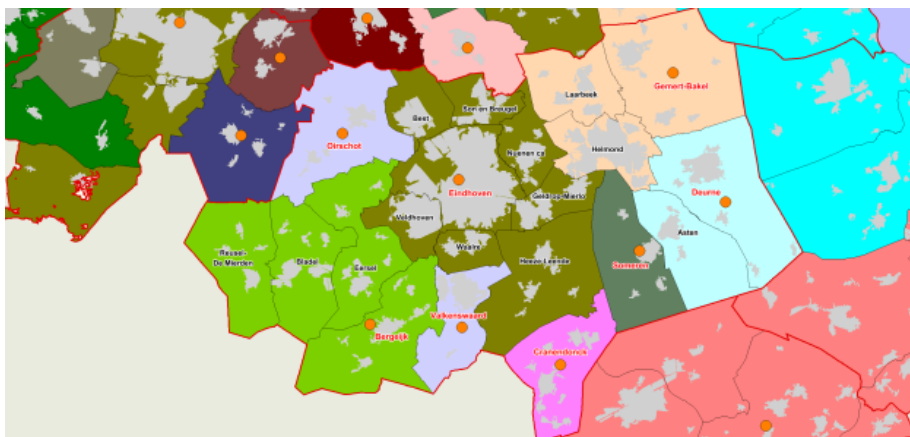 Gemert-Bakel
Laarbeek
Son en Breugel
Best
Oirschot
Helmond
Nuenen ca
Deurne
Eindhoven
Geldrop-Mierlo
Veldhoven
Asten
Waalre
Someren
Reusel-
De Mierden
Bladel
Eersel
Heeze-Leende
Valkenswaard
Bergeijk
Cranendonck